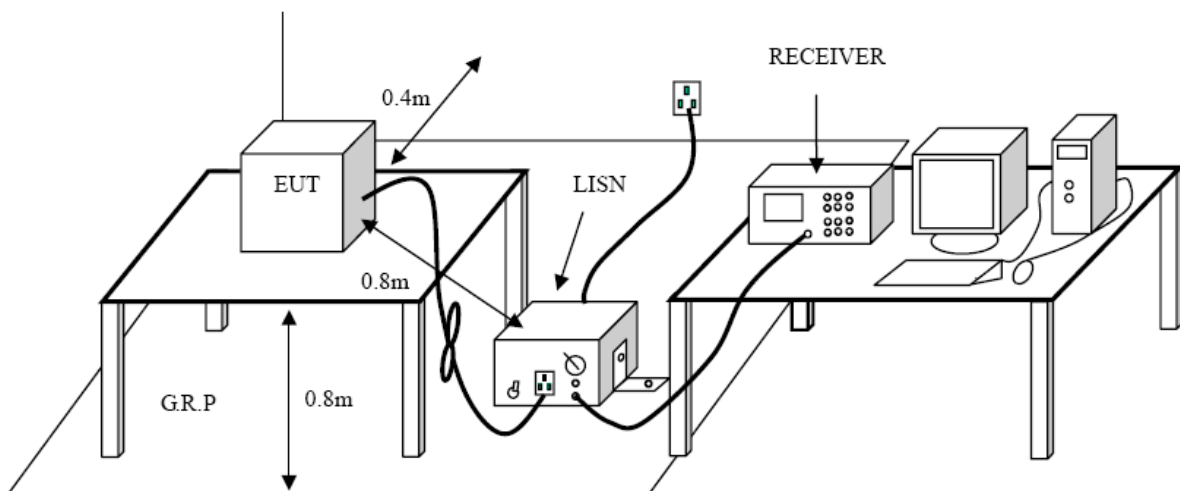 RECEIVER
0.4m
EUT
LISN
0.8m
G.R.P
0.8m